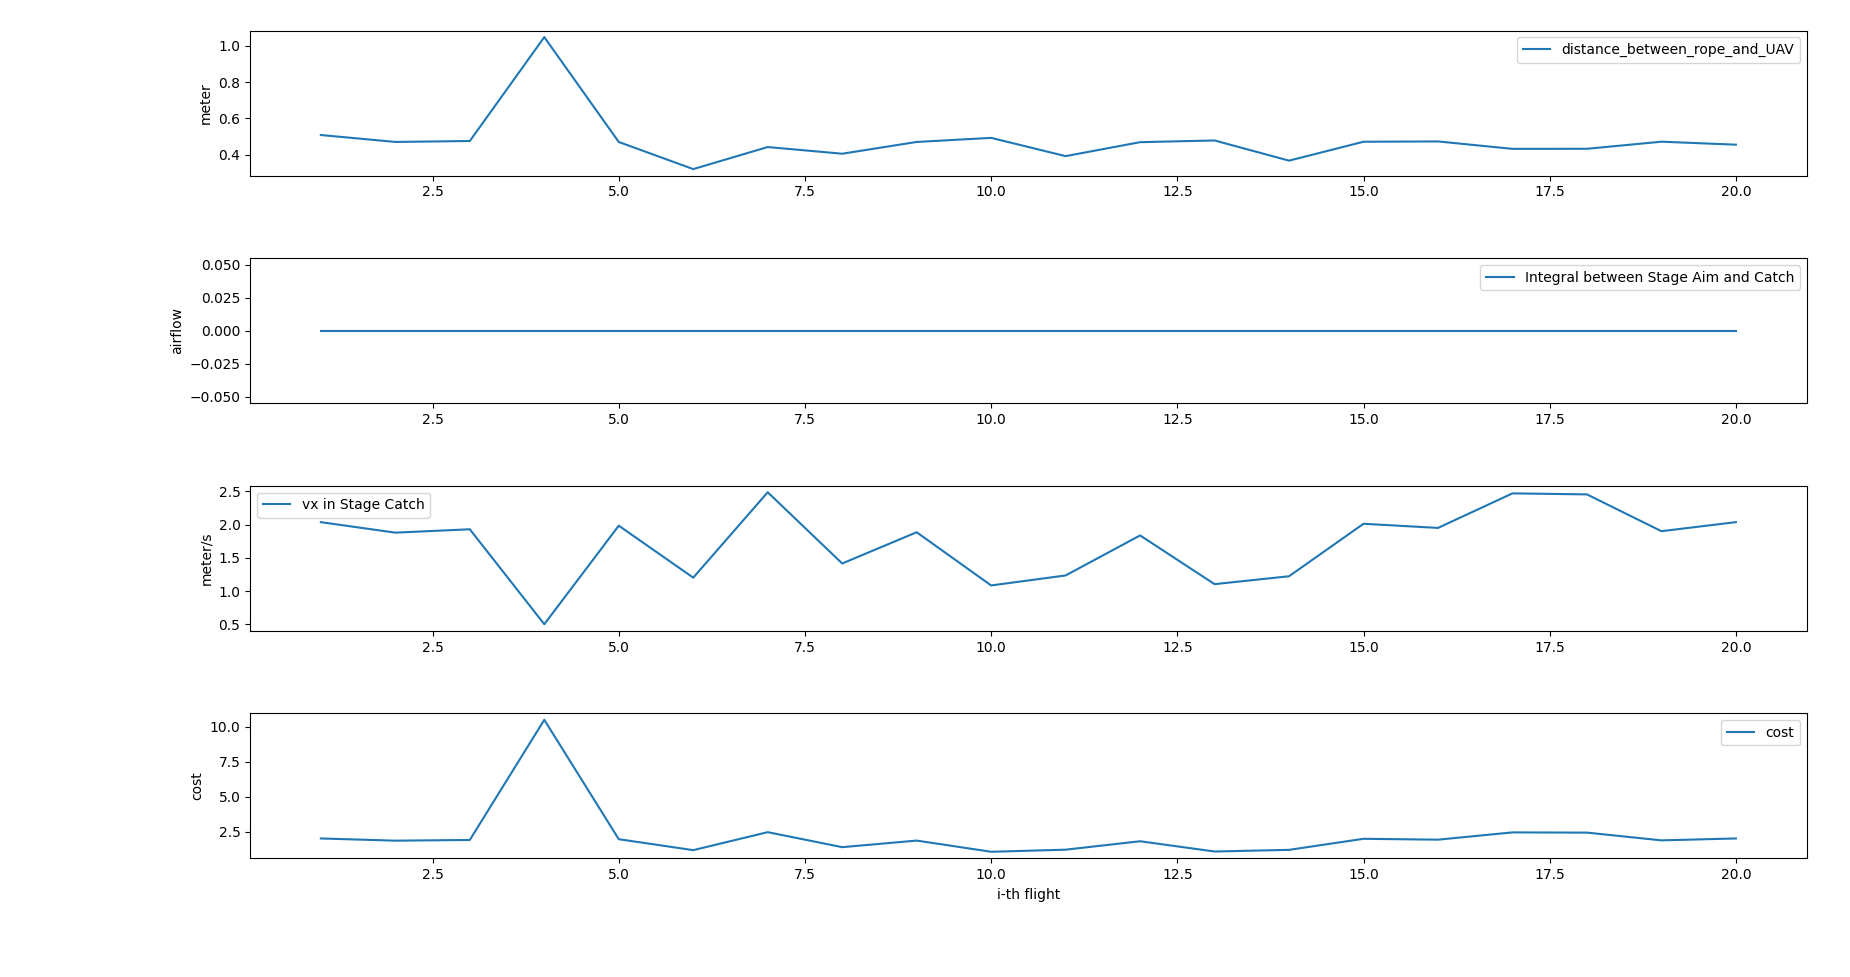 distance_between_rope_and_UAV
meter
1.0
0.8
0.6
0.4
2.5 5.0 7.5 10.0 12.5 15.0 17.5 20.0
Integral between Stage Aim and Catch
airflow
0.050
0.025
0.000
−0.025
−0.050
2.5 5.0 7.5 10.0 12.5 15.0 17.5 20.0
vx in Stage Catch
meter/s
2.5
2.0
1.5
1.0
0.5
2.5 5.0 7.5 10.0 12.5 15.0 17.5 20.0
cost
cost
10.0
7.5
5.0
2.5
2.5 5.0 7.5 10.0 12.5 15.0 17.5 20.0
i-th flight